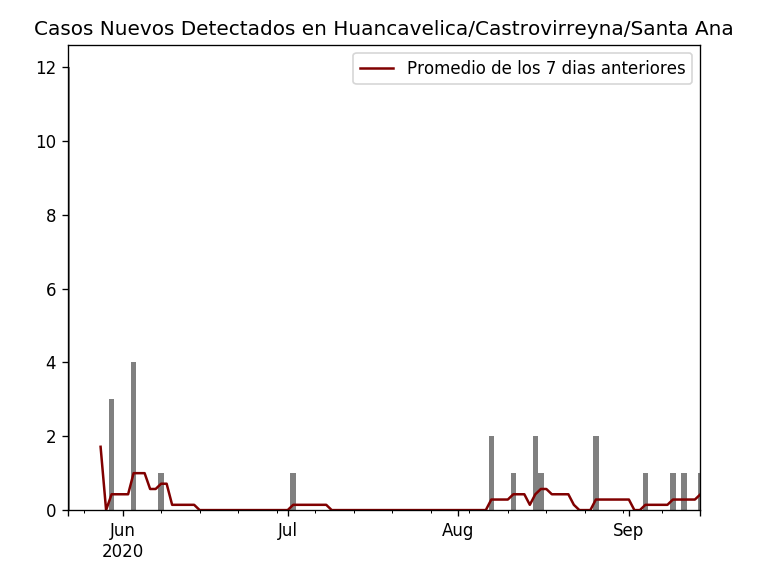 Casos Nuevos Detectados en Huancavelica/Castrovirreyna/Santa Ana
Promedio de los 7 dias anteriores
12
10
8
6
4
2
0
Jun
Jul
Aug
Sep
2020